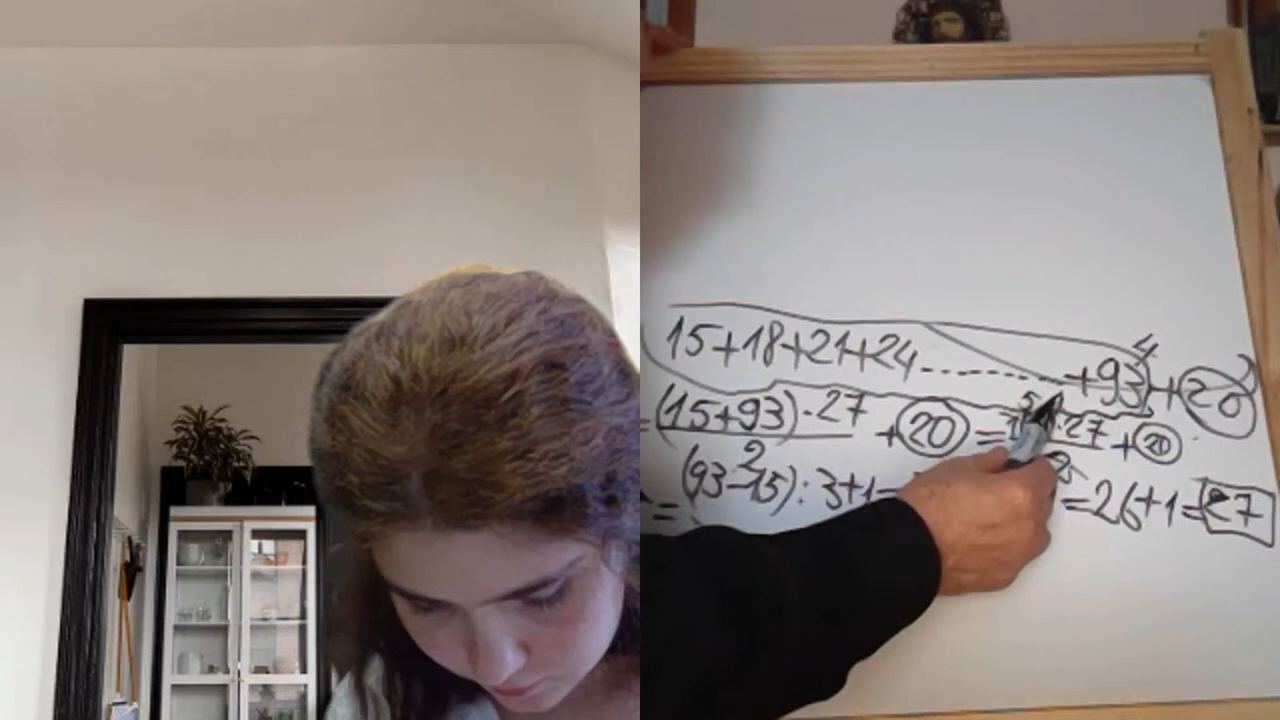 15+18+21+24 ------- +93+20
= (15+93)·27 +20 = ·27 +20
2
= (93-15):3+1= =26+1=27